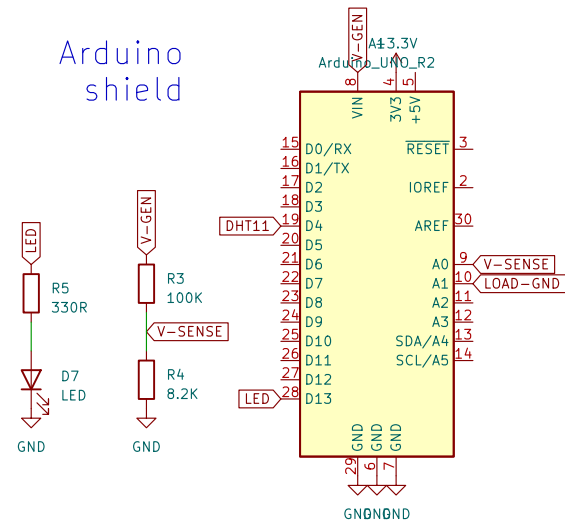 Arduino
shield
V-GEN
A1
+3.3V
Arduino_UNO_R2
8
4
5
VIN
3V3
+5V
15
D0/RX
RESET
3
16
D1/TX
17
D2
IOREF
2
18
D3
DHT11
19
D4
AREF
30
20
D5
21
D6
A0
9
V-SENSE
22
D7
A1
10
LOAD-GND
23
D8
A2
11
24
D9
A3
12
25
D10
SDA/A4
13
26
D11
SCL/A5
14
27
D12
LED
28
D13
GND
GND
GND
29
6
7
GND
GND
GND
LED
R5
330R
D7
LED
GND
V-GEN
R3
100K
V-SENSE
R4
8.2K
GND